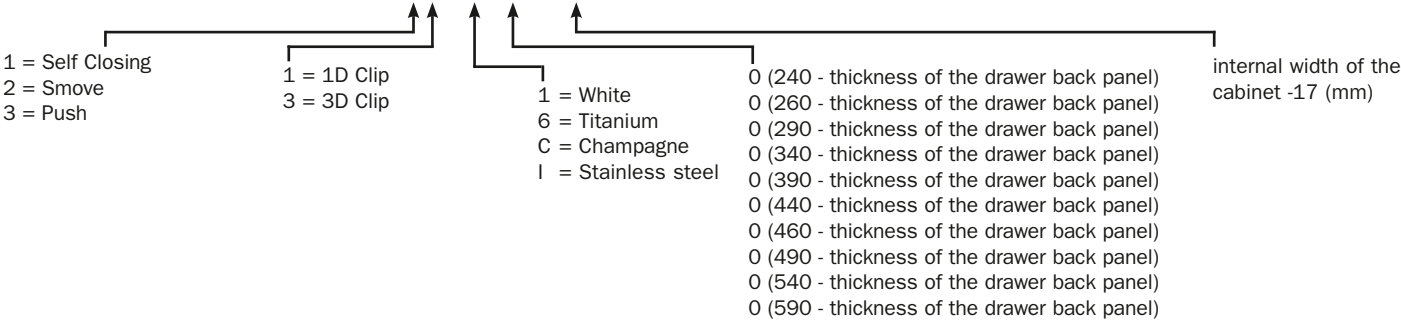 1 = Self Closing
2 = Smove
3 = Push
1 = 1D Clip
3 = 3D Clip
1 = White
6 = Titanium
C = Champagne
I = Stainless steel
0 (240 - thickness of the drawer back panel)
0 (260 - thickness of the drawer back panel)
0 (290 - thickness of the drawer back panel)
0 (340 - thickness of the drawer back panel)
0 (390 - thickness of the drawer back panel)
0 (440 - thickness of the drawer back panel)
0 (460 - thickness of the drawer back panel)
0 (490 - thickness of the drawer back panel)
0 (540 - thickness of the drawer back panel)
0 (590 - thickness of the drawer back panel)
internal width of the
cabinet -17 (mm)